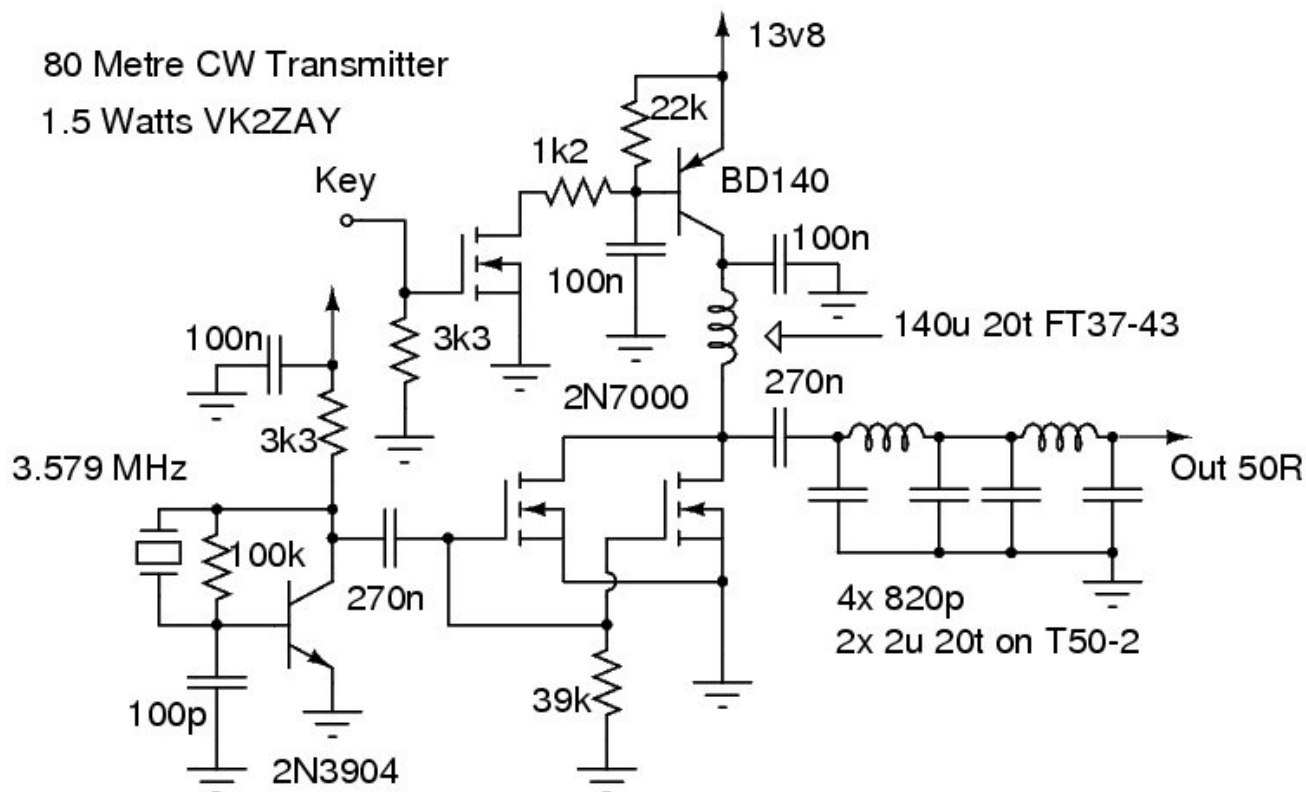 80 Metre CW Transmitter
1.5 Watts VK2ZAY
13v8
22k
1k2
Key
BD140
100n
100n
100n
3k3
140u 20t FT37-43
2N7000
270n
3k3
3.579 MHz
Out 50R
100k
270n
4x 820p
2x 2u 20t on T50-2
39k
100p
2N3904